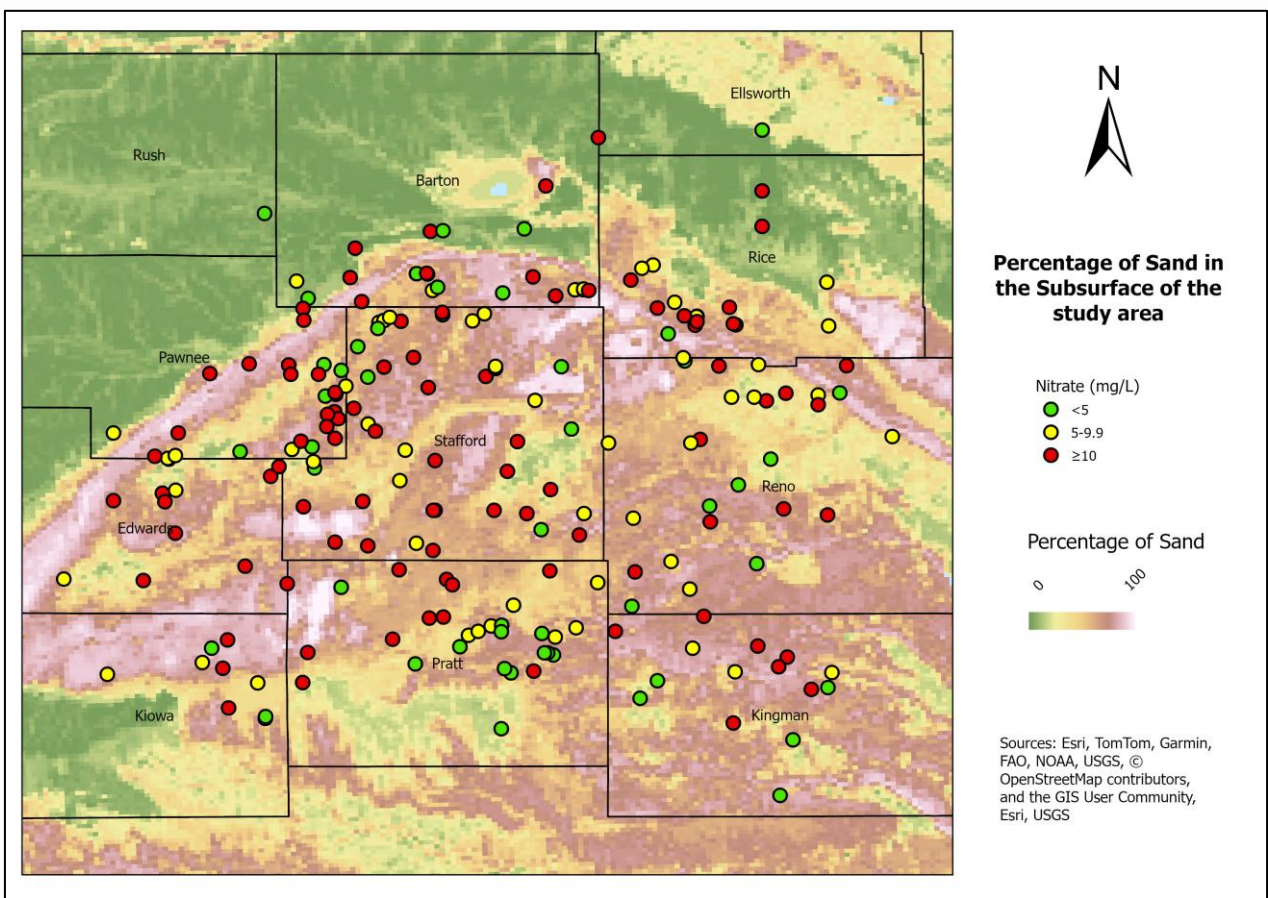 N
Ellsworth
Rush
Barton
Rice
Percentage of Sand in
the Subsurface of the
study area
Pawnee
Nitrate (mg/L)
<5
5-9.9
≥10
Stafford
Reno
Edwards
Percentage of Sand
0
100
Pratt
Kiowa
Kingman
Sources: Esri, TomTom, Garmin,
FAO, NOAA, USGS, ©
OpenStreetMap contributors,
and the GIS User Community,
Esri, USGS